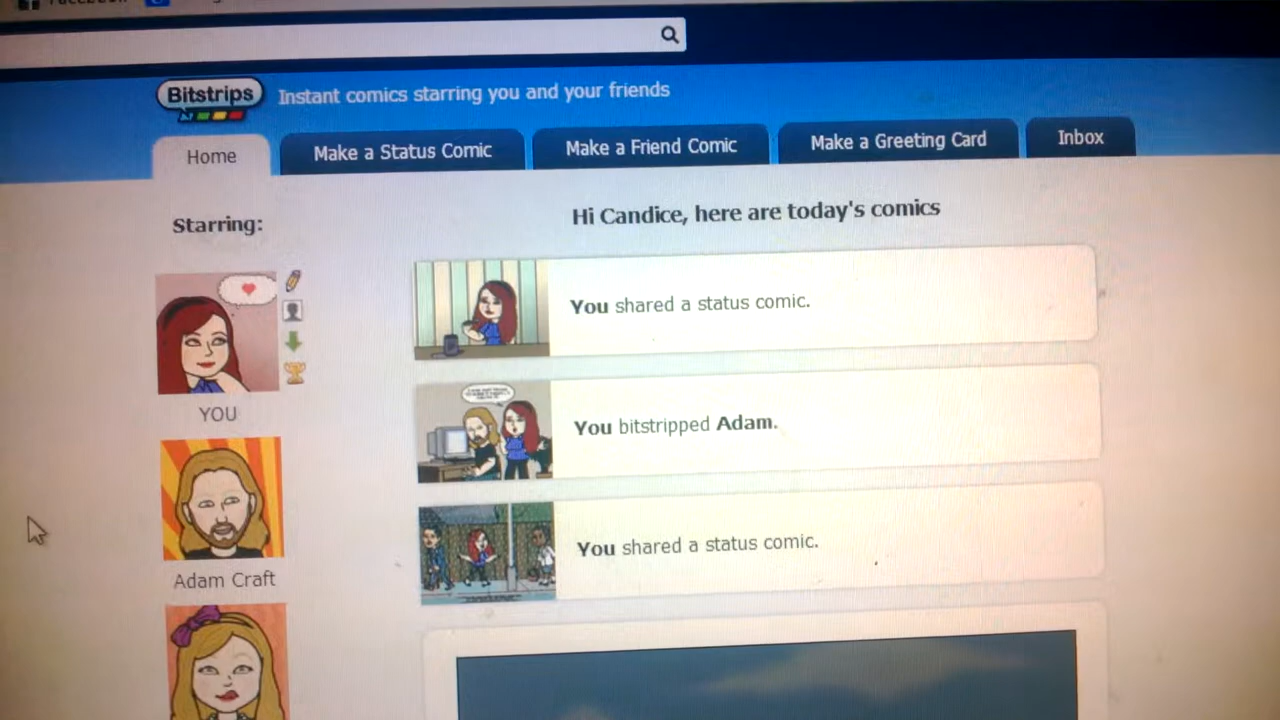 Bitstrips
Instant comics starring you and your friends
Home
Make a Status Comic
Make a Friend Comic
Make a Greeting Card
Inbox
Starring:
Hi Candice, here are today's comics
You shared a status comic.
YOU
You bitstripped Adam.
You shared a status comic.
Adam Craft